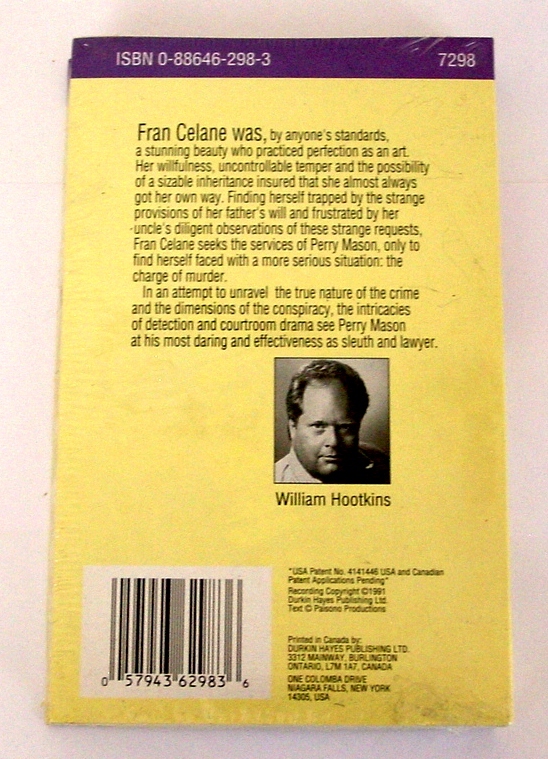 ISBN 0-88646-298-3 7298
Fran Celane was, by anyone's standards,
a stunning beauty who practiced perfection as an art.
Her willfulness, uncontrollable temper and the possibility
of a sizable inheritance insured that she almost always
got her own way. Finding herself trapped by the strange
provisions of her father's will and frustrated by her
uncle's diligent observations of these strange requests,
Fran Celane seeks the services of Perry Mason, only to
find herself faced with a more serious situation: the
charge of murder.
In an attempt to unravel the true nature of the crime
and the dimensions of the conspiracy, the intricacies
of detection and courtroom drama see Perry Mason
at his most daring and effectiveness as sleuth and lawyer.
William Hootkins
"USA Patent No. 4141446 USA and Canadian
Patent Applications Pending"
Recording Copyright ©1991
Durkin Hayes Publishing Ltd.
Text © Paisono Productions
Printed in Canada by:
DURKIN HAYES PUBLISHING LTD.
3312 MAINWAY, BURLINGTON
ONTARIO, L7M 1A7, CANADA
ONE COLOMBA DRIVE
NIAGARA FALLS, NEW YORK
14305, USA
0 57943 62983 6